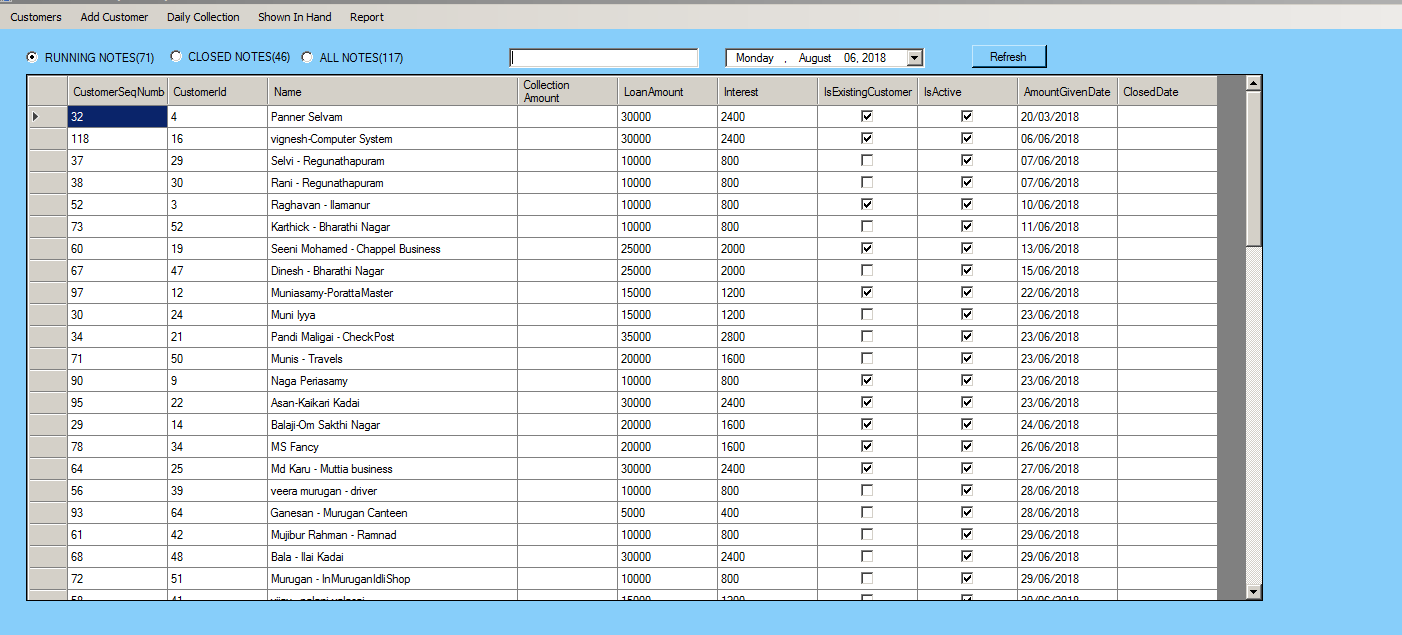 Customers Add Customer Daily Collection Shown In Hand Report
RUNNING NOTES(71) CLOSED NOTES(46) ALL NOTES(117) Monday , August 06, 2018 Refresh
CustomerSeqNumb CustomerId Name Collection Amount LoanAmount Interest IsExistingCustomer IsActive AmountGivenDate ClosedDate
32 4 Panner Selvam 30000 2400 20/03/2018
118 16 vignesh-Computer System 30000 2400 06/06/2018
37 29 Selvi - Regunathapuram 10000 800 07/06/2018
38 30 Rani - Regunathapuram 10000 800 07/06/2018
52 3 Raghavan - Ilamanur 10000 800 10/06/2018
73 52 Karthick - Bharathi Nagar 10000 800 11/06/2018
60 19 Seeni Mohamed - Chappel Business 25000 2000 13/06/2018
67 47 Dinesh - Bharathi Nagar 25000 2000 15/06/2018
97 12 Muniasamy-PorattaMaster 15000 1200 22/06/2018
30 24 Muni Iyya 15000 1200 23/06/2018
34 21 Pandi Maligai - CheckPost 35000 2800 23/06/2018
71 50 Munis - Travels 20000 1600 23/06/2018
90 9 Naga Periasamy 10000 800 23/06/2018
95 22 Asan-Kaikari Kadai 30000 2400 23/06/2018
29 14 Balaji-Om Sakthi Nagar 20000 1600 24/06/2018
78 34 MS Fancy 20000 1600 26/06/2018
64 25 Md Karu - Muttia business 30000 2400 27/06/2018
56 39 veera murugan - driver 10000 800 28/06/2018
93 64 Ganesan - Murugan Canteen 5000 400 28/06/2018
61 42 Mujibur Rahman - Ramnad 10000 800 29/06/2018
68 48 Bala - Ilai Kadai 30000 2400 29/06/2018
72 51 Murugan - InMuruganIdliShop 10000 800 29/06/2018